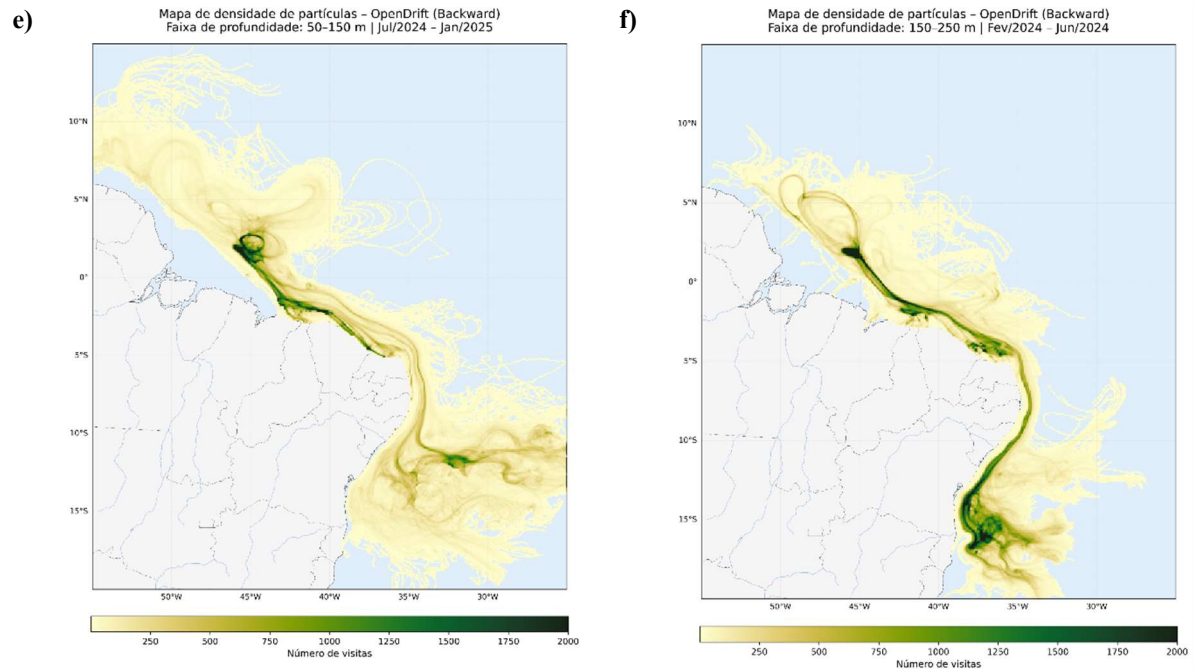 e)
Mapa de densidade de partículas – OpenDrift (Backward)
Faixa de profundidade: 50–150 m | Jul/2024 – Jan/2025
10°N
5°N
0°
5°S
10°S
15°S
50°W 45°W 40°W 35°W 30°W
250 500 750 1000 1250 1500 1750 2000
Número de visitas
f)
Mapa de densidade de partículas – OpenDrift (Backward)
Faixa de profundidade: 150–250 m | Fev/2024 – Jun/2024
10°N
5°N
0°
5°S
10°S
15°S
50°W 45°W 40°W 35°W 30°W
250 500 750 1000 1250 1500 1750 2000
Número de visitas